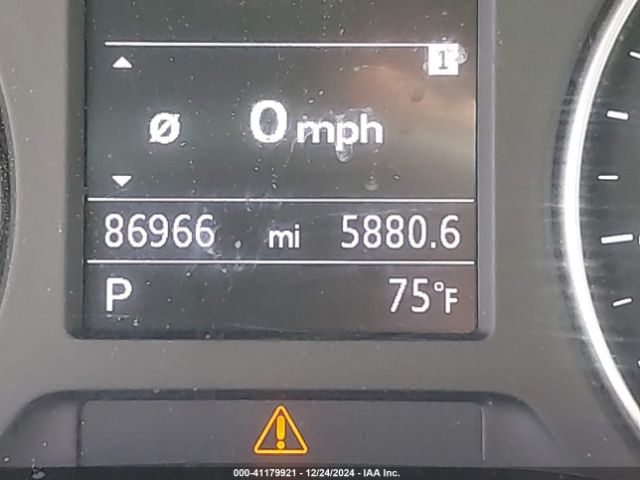 1
Ø 0 mph
86966 mi 5880.6
P 75°F
000-41179921 - 12/24/2024 - IAA Inc.